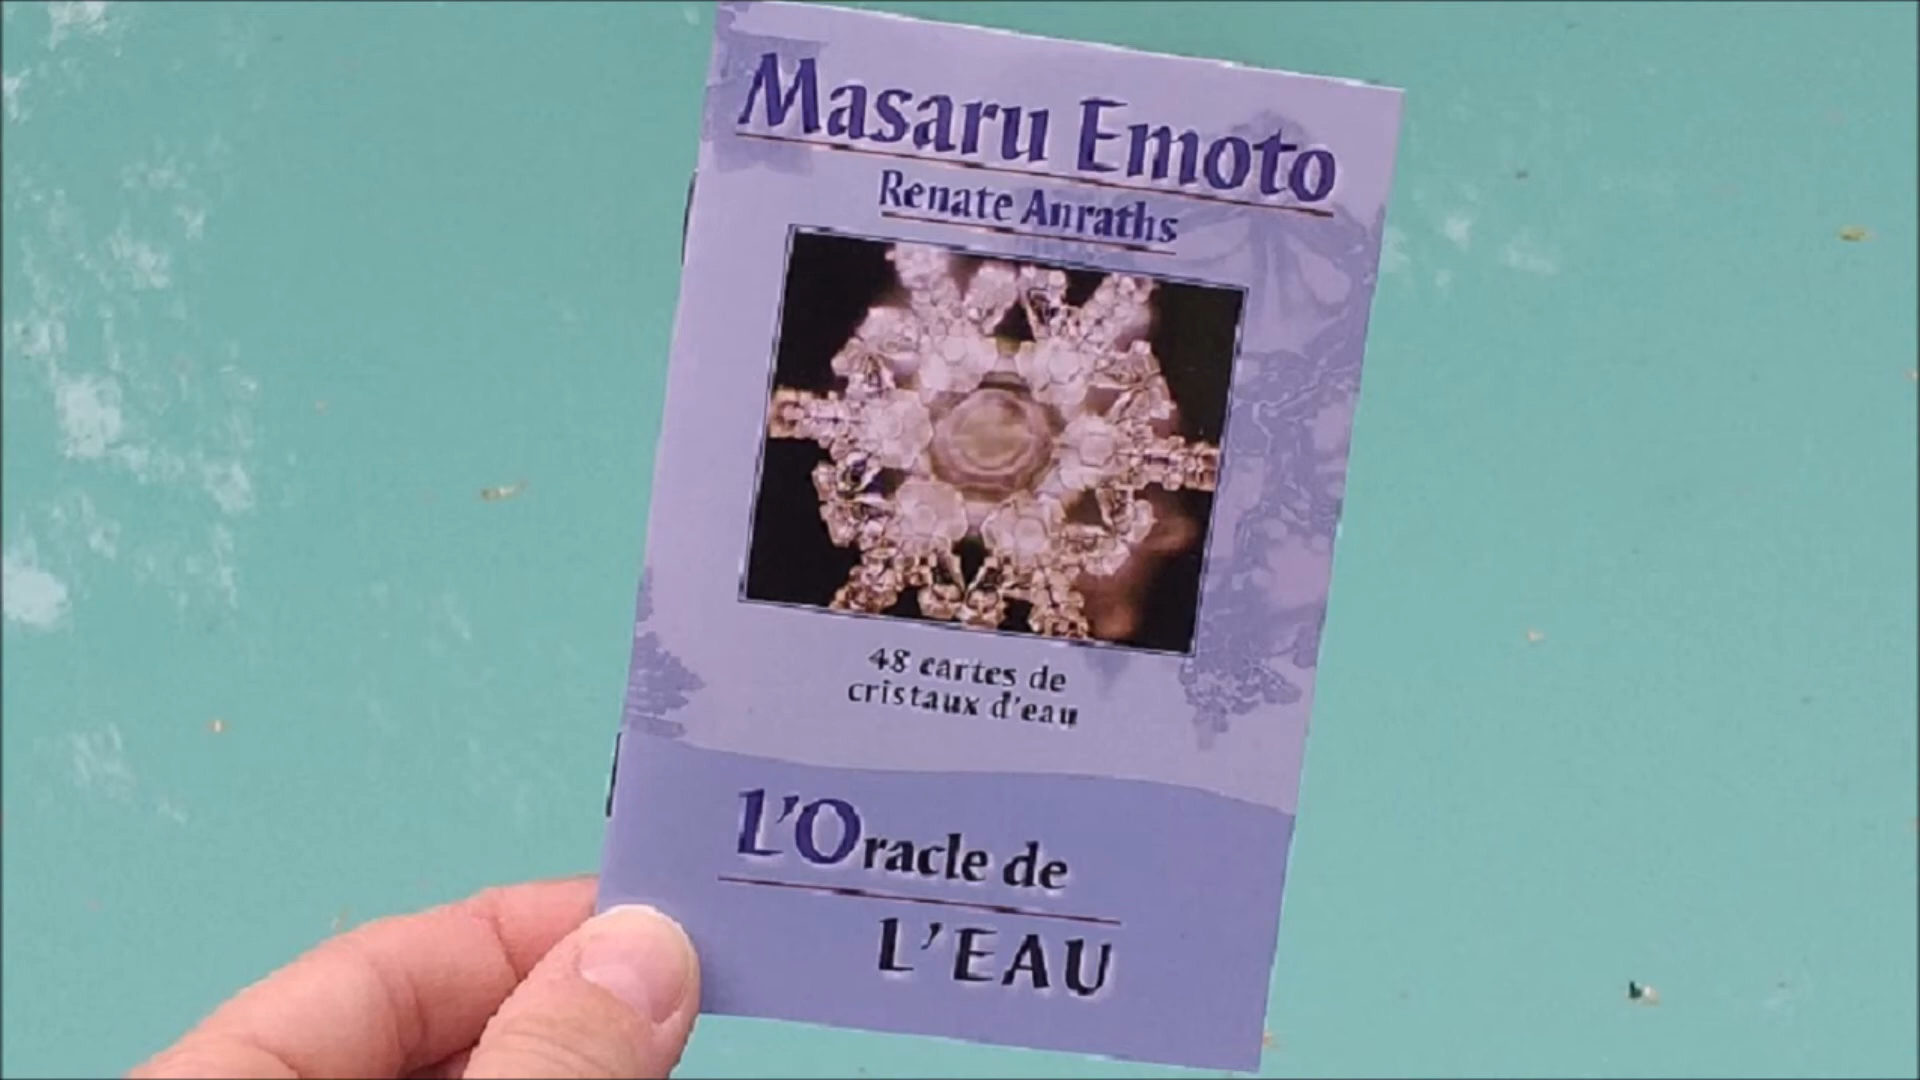 Masaru Emoto
Renate Anraths
48 cartes de
cristaux d'eau
L'Oracle de
L'EAU